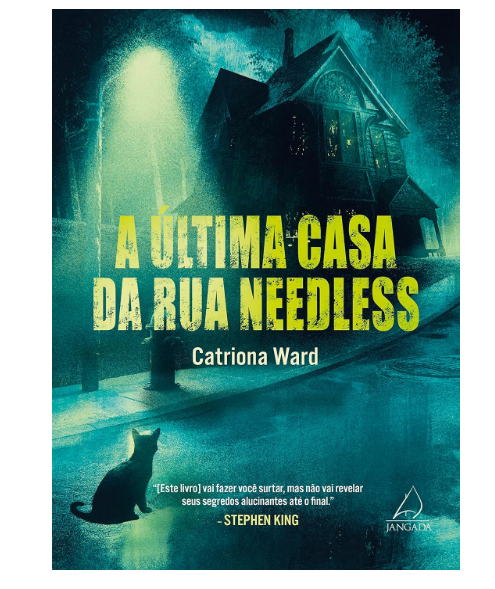 A ÚLTIMA CASA
DA RUA NEEDLESS
Catriona Ward
“[Este livro] vai fazer você surtar, mas não vai revelar
seus segredos alucinantes até o final.”
- STEPHEN KING
JANGADA